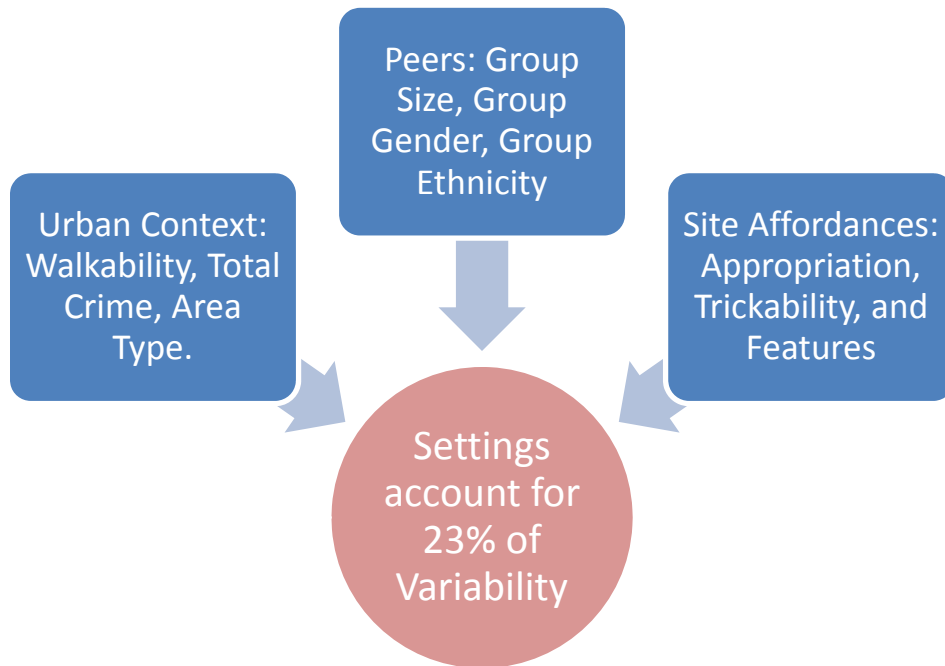 Peers: Group
Size, Group
Gender, Group
Ethnicity
Urban Context:
Walkability, Total
Crime, Area
Type.
Site Affordances:
Appropriation,
Trickability, and
Features
Settings
account for
23% of
Variability